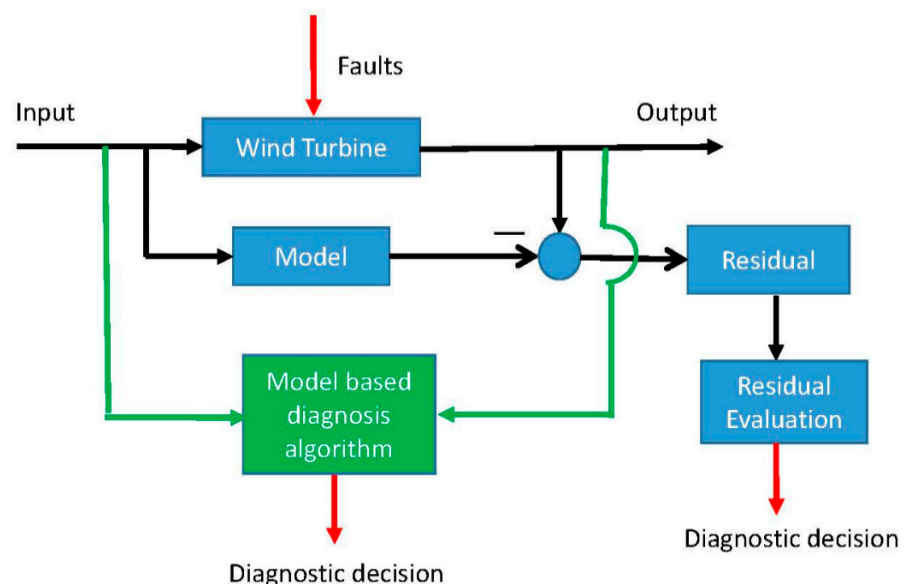 Faults
Input
Output
Wind Turbine
Model
Residual
Model based
diagnosis
algorithm
Residual
Evaluation
Diagnostic decision
Diagnostic decision